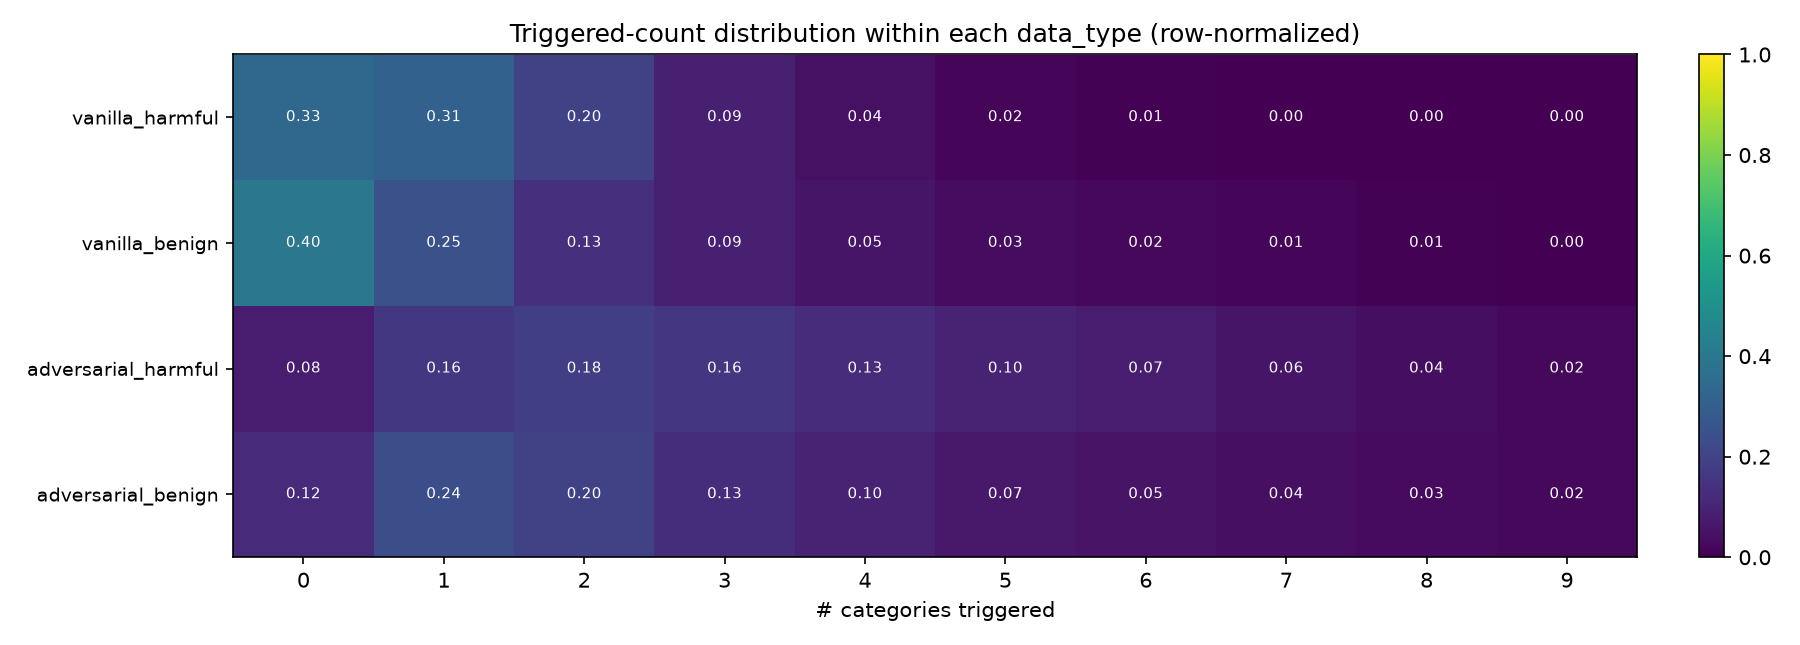 Triggered-count distribution within each data_type (row-normalized)
vanilla_harmful 0.33 0.31 0.20 0.09 0.04 0.02 0.01 0.00 0.00 0.00
vanilla_benign 0.40 0.25 0.13 0.09 0.05 0.03 0.02 0.01 0.01 0.00
adversarial_harmful 0.08 0.16 0.18 0.16 0.13 0.10 0.07 0.06 0.04 0.02
adversarial_benign 0.12 0.24 0.20 0.13 0.10 0.07 0.05 0.04 0.03 0.02
0 1 2 3 4 5 6 7 8 9
# categories triggered
1.0
0.8
0.6
0.4
0.2
0.0